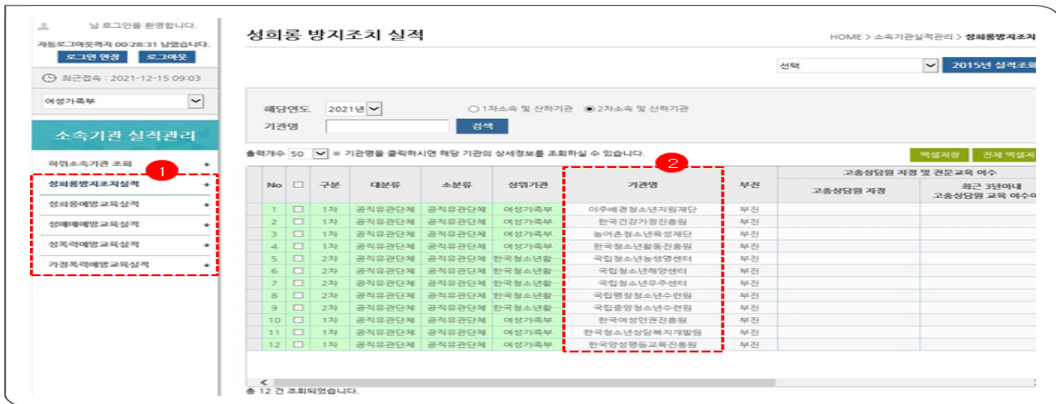 님 로그인을 환영합니다.
자동로그아웃까지 00:28:31 남았습니다.
로그인 연장 로그아웃
최근접속 : 2021-12-15 09:03
여성가족부
소속기관 실적관리
하위소속기관 조회 +
1
성희롱방지조치실적 +
성희롱예방교육실적 +
성매매예방교육실적 +
성폭력예방교육실적 +
가정폭력예방교육실적 +
성희롱 방지조치 실적
HOME > 소속기관실적관리 > 성희롱방지조치
선택 2015년 실적조회
해당연도 2021년 1차소속 및 산하기관 2차소속 및 산하기관
기관명 검색
출력개수 50 ※ 기관명을 클릭하시면 해당 기관의 상세정보를 조회하실 수 있습니다.
2
엑셀저장 전체 엑셀저
No 구분 대분류 소분류 상위기관 기관명 부진 고충상담원 지정 및 전문교육 이수
고충상담원 지정 최근 3년이내
고충상담원 교육 이수여
1 1차 공직유관단체 공직유관단체 여성가족부 이주배경청소년지원재단 부진
2 1차 공직유관단체 공직유관단체 여성가족부 한국건강가정진흥원 부진
3 1차 공직유관단체 공직유관단체 여성가족부 농어촌청소년육성재단 부진
4 1차 공직유관단체 공직유관단체 여성가족부 한국청소년활동진흥원 부진
5 2차 공직유관단체 공직유관단체 한국청소년활 국립청소년농생명센터 부진
6 2차 공직유관단체 공직유관단체 한국청소년활 국립청소년해양센터 부진
7 2차 공직유관단체 공직유관단체 한국청소년활 국립청소년우주센터 부진
8 2차 공직유관단체 공직유관단체 한국청소년활 국립평창청소년수련원 부진
9 2차 공직유관단체 공직유관단체 한국청소년활 국립중앙청소년수련원 부진
10 1차 공직유관단체 공직유관단체 여성가족부 한국여성인권진흥원 부진
11 1차 공직유관단체 공직유관단체 여성가족부 한국청소년상담복지개발원 부진
12 1차 공직유관단체 공직유관단체 여성가족부 한국양성평등교육진흥원 부진
총 12 건 조회되었습니다.